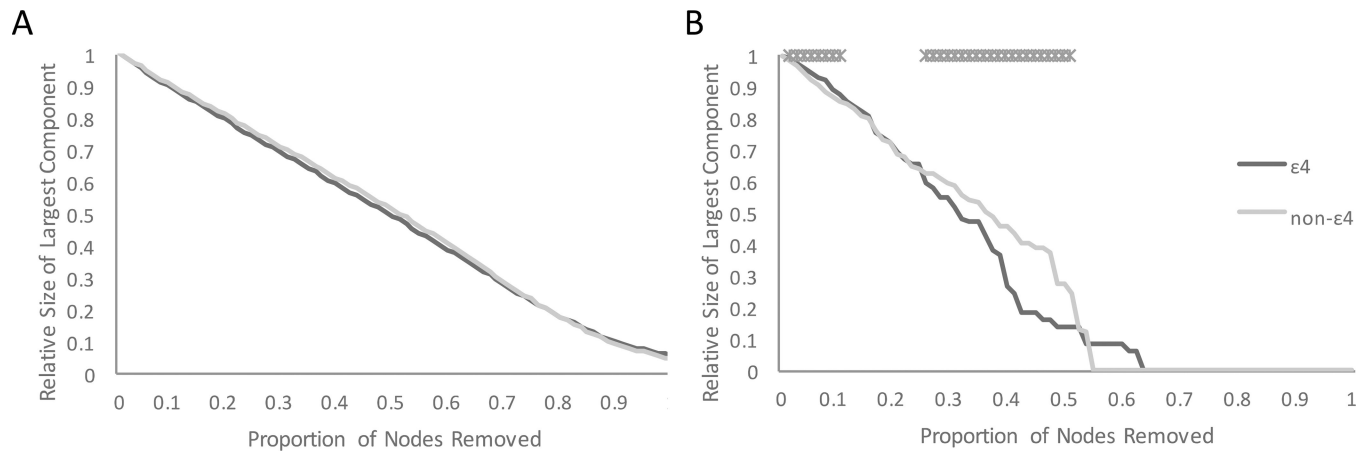 A
Relative Size of Largest Component
1
0.9
0.8
0.7
0.6
0.5
0.4
0.3
0.2
0.1
0
0 0.1 0.2 0.3 0.4 0.5 0.6 0.7 0.8 0.9
Proportion of Nodes Removed
B
Relative Size of Largest Component
1
0.9
0.8
0.7
0.6
0.5
0.4
0.3
0.2
0.1
0
0 0.1 0.2 0.3 0.4 0.5 0.6 0.7 0.8 0.9 1
Proportion of Nodes Removed
ε4
non-ε4